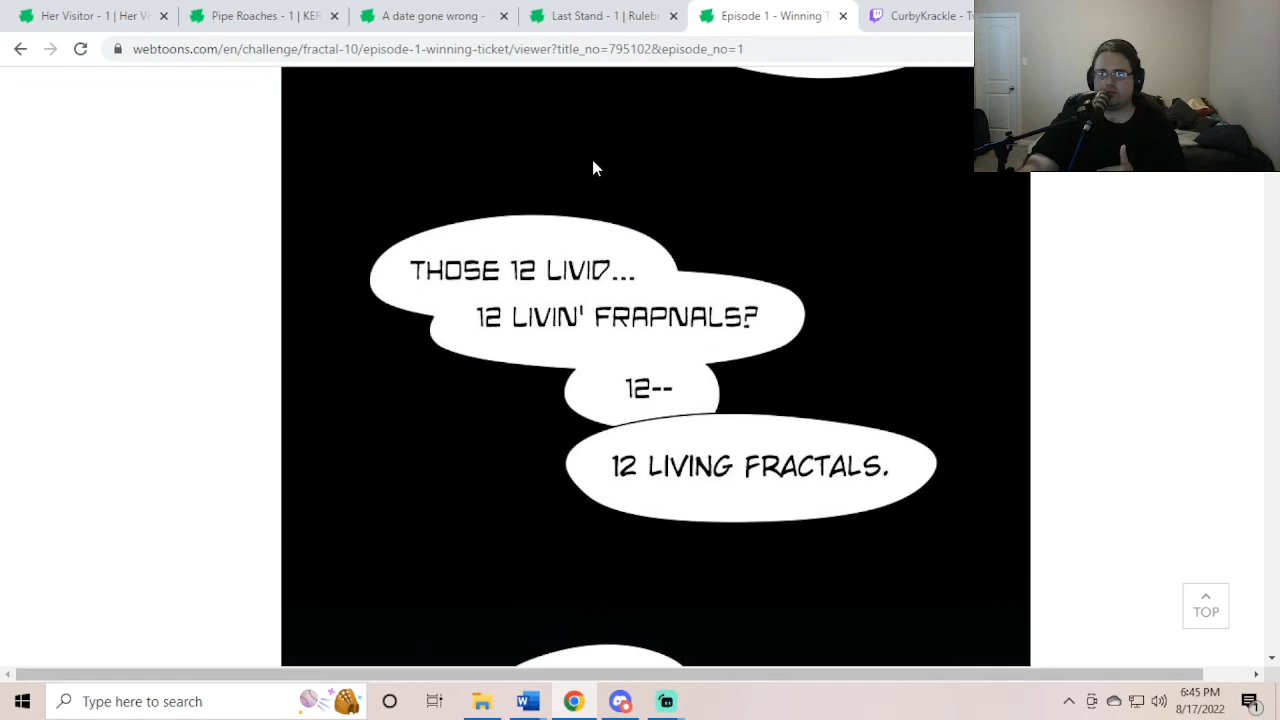 Her Visitor - Her V
Pipe Roaches - 1 | KEE
A date gone wrong -
Last Stand - 1 | Ruleb
Episode 1 - Winning T
CurbyKrackle - Tw
webtoons.com/en/challenge/fractal-10/episode-1-winning-ticket/viewer?title_no=795102&episode_no=1
THOSE 12 LIVID...
12 LIVIN' FRAPNALS?
12--
12 LIVING FRACTALS.
TOP
Type here to search
6:45 PM
8/17/2022
1